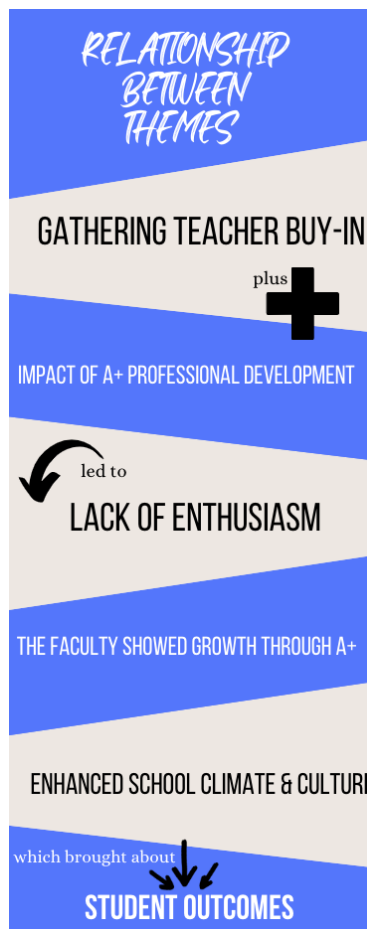 RELATIONSHIP
BETWEEN
THEMES
GATHERING TEACHER BUY-IN
plus
IMPACT OF A+ PROFESSIONAL DEVELOPMENT
led to
LACK OF ENTHUSIASM
THE FACULTY SHOWED GROWTH THROUGH A+
ENHANCED SCHOOL CLIMATE & CULTURE
which brought about
STUDENT OUTCOMES